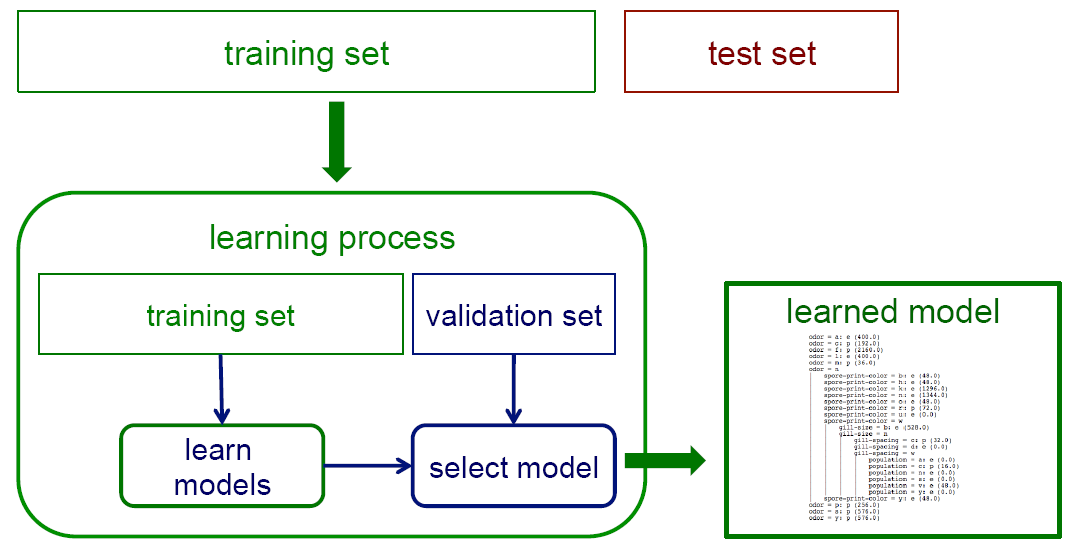 training set
test set
learning process
training set
validation set
learn
models
select model
learned model
odor = a: e (400.0)
odor = c: p (192.0)
odor = f: p (2160.0)
odor = l: e (400.0)
odor = m: p (36.0)
odor = n
spore-print-color = b: e (48.0)
spore-print-color = h: e (48.0)
spore-print-color = k: e (1296.0)
spore-print-color = n: e (1344.0)
spore-print-color = o: e (48.0)
spore-print-color = r: p (72.0)
spore-print-color = u: e (0.0)
spore-print-color = w
gill-size = b: e (528.0)
gill-size = n
gill-spacing = c: p (32.0)
gill-spacing = d: e (0.0)
gill-spacing = w
population = a: e (0.0)
population = c: p (16.0)
population = n: e (0.0)
population = s: e (0.0)
population = v: e (48.0)
population = y: e (0.0)
spore-print-color = y: e (48.0)
odor = p: p (256.0)
odor = s: p (576.0)
odor = y: p (576.0)